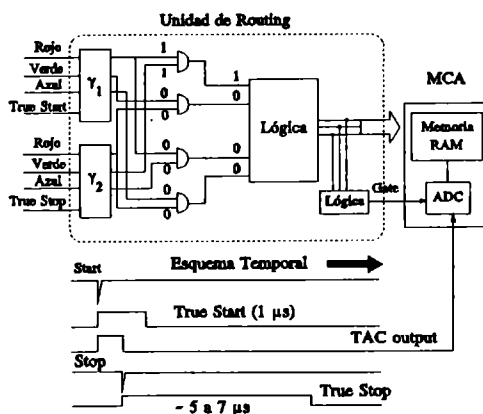 Unidad de Routing
Rojo
Verde
Azul
True Start
γ1
1
1
0
0
1
0
Rojo
Verde
Azul
True Stop
γ2
0
0
0
0
0
0
Lógica
Lógica
Gate
MCA
Memoria
RAM
ADC
Esquema Temporal
Start
True Start (1 μs)
TAC output
Stop
True Stop
~ 5 a 7 μs